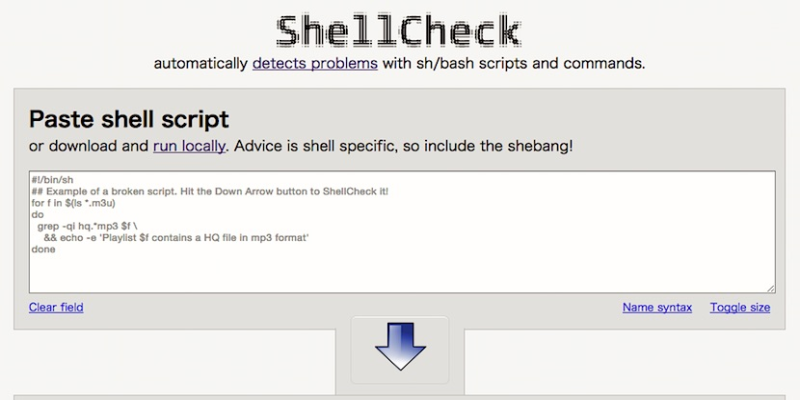 ShellCheck
automatically detects problems with sh/bash scripts and commands.
Paste shell script
or download and run locally. Advice is shell specific, so include the shebang!
#!/bin/sh
## Example of a broken script. Hit the Down Arrow button to ShellCheck it!
for f in $(ls *.m3u)
do
  grep -qi hq.*mp3 $f \
    && echo -e 'Playlist $f contains a HQ file in mp3 format'
done
Clear field
Name syntax Toggle size